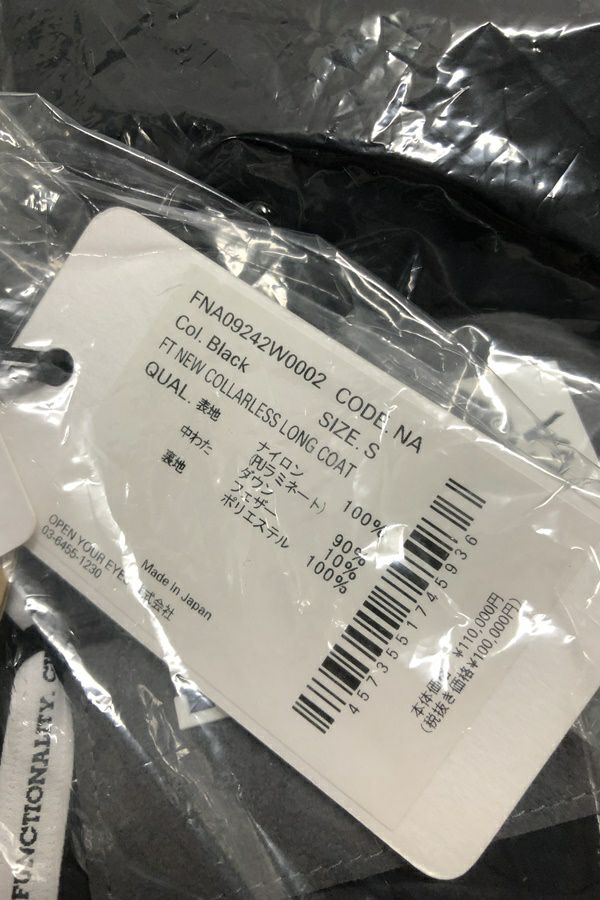 FNA09242W0002 CODE. NA
Col. Black SIZE. S
FT NEW COLLARLESS LONG COAT
QUAL. 表地 ナイロン 100%
(PUラミネート)
中わた ダウン 90%
フェザー 10%
裏地 ポリエステル 100%
Made in Japan
OPEN YOUR EYES 式会社
03-6455-1230
4573551745936
本体価 ¥110,000円
(税抜き価格¥100,000円)
FUNCTIONALITY.